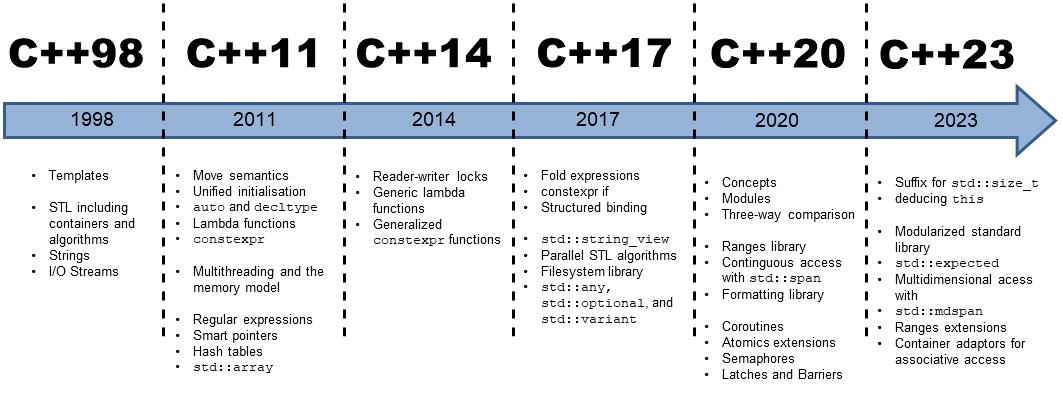 C++98 C++11 C++14 C++17 C++20 C++23
1998 2011 2014 2017 2020 2023
• Templates
• STL including
containers and
algorithms
• Strings
• I/O Streams
• Move semantics
• Unified initialisation
• auto and decltype
• Lambda functions
• constexpr
• Multithreading and the
memory model
• Regular expressions
• Smart pointers
• Hash tables
• std::array
• Reader-writer locks
• Generic lambda
functions
• Generalized
constexpr functions
• Fold expressions
• constexpr if
• Structured binding
• std::string_view
• Parallel STL algorithms
• Filesystem library
• std::any,
std::optional, and
std::variant
• Concepts
• Modules
• Three-way comparison
• Ranges library
• Continguous access
with std::span
• Formatting library
• Coroutines
• Atomics extensions
• Semaphores
• Latches and Barriers
• Suffix for std::size_t
• deducing this
• Modularized standard
library
• std::expected
• Multidimensional acess
with
• std::mdspan
• Ranges extensions
• Container adaptors for
associative access